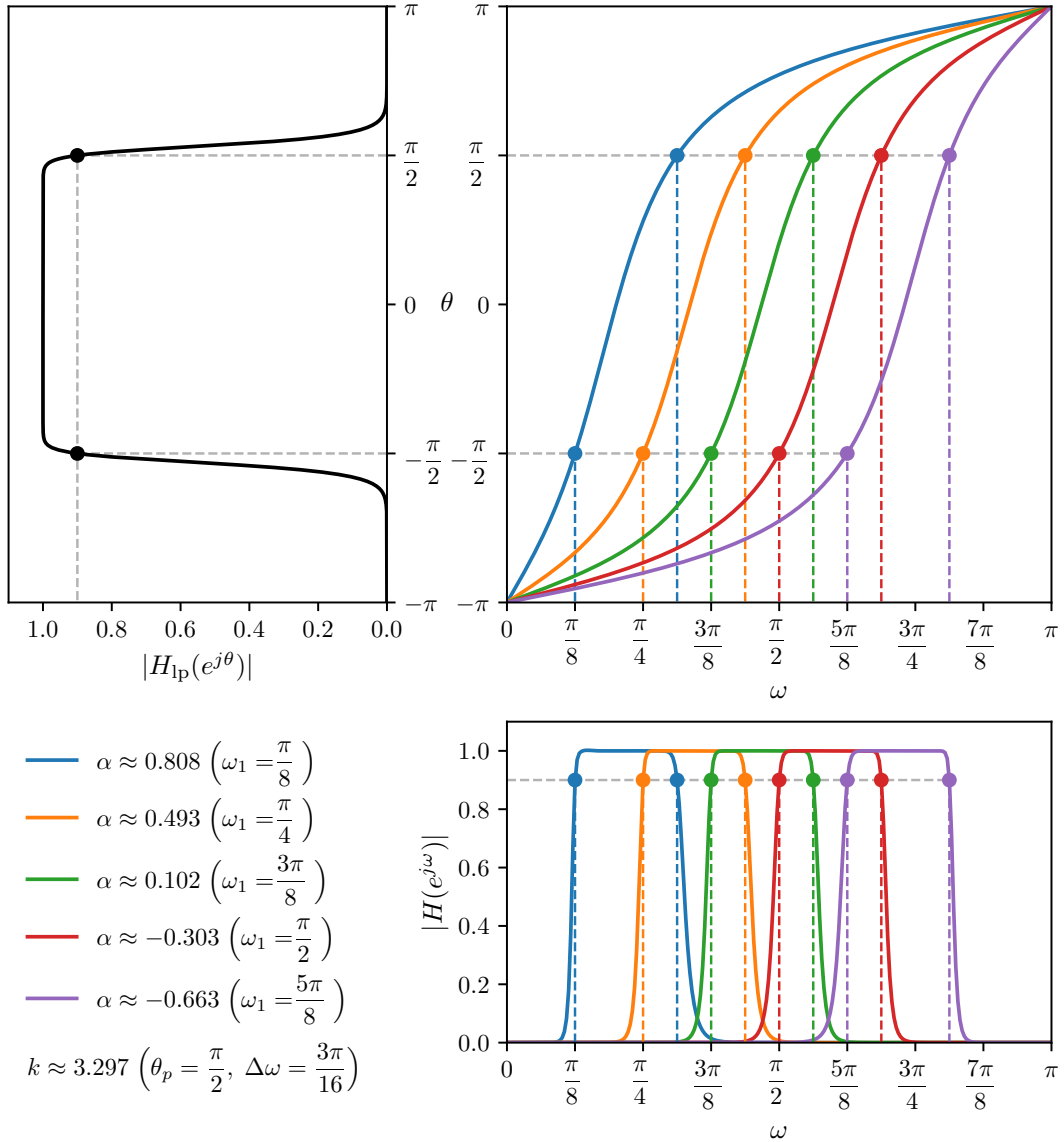 π
π/2
0
−π/2
−π
θ
1.0 0.8 0.6 0.4 0.2 0.0
|H_lp(e^{jθ})|
π
π/2
0
−π/2
−π
0 π/8 π/4 3π/8 π/2 5π/8 3π/4 7π/8 π
ω
α ≈ 0.808 (ω₁ = π/8)
α ≈ 0.493 (ω₁ = π/4)
α ≈ 0.102 (ω₁ = 3π/8)
α ≈ −0.303 (ω₁ = π/2)
α ≈ −0.663 (ω₁ = 5π/8)
k ≈ 3.297 (θ_p = π/2, Δω = 3π/16)
|H(e^{jω})|
1.0
0.8
0.6
0.4
0.2
0.0
0 π/8 π/4 3π/8 π/2 5π/8 3π/4 7π/8 π
ω